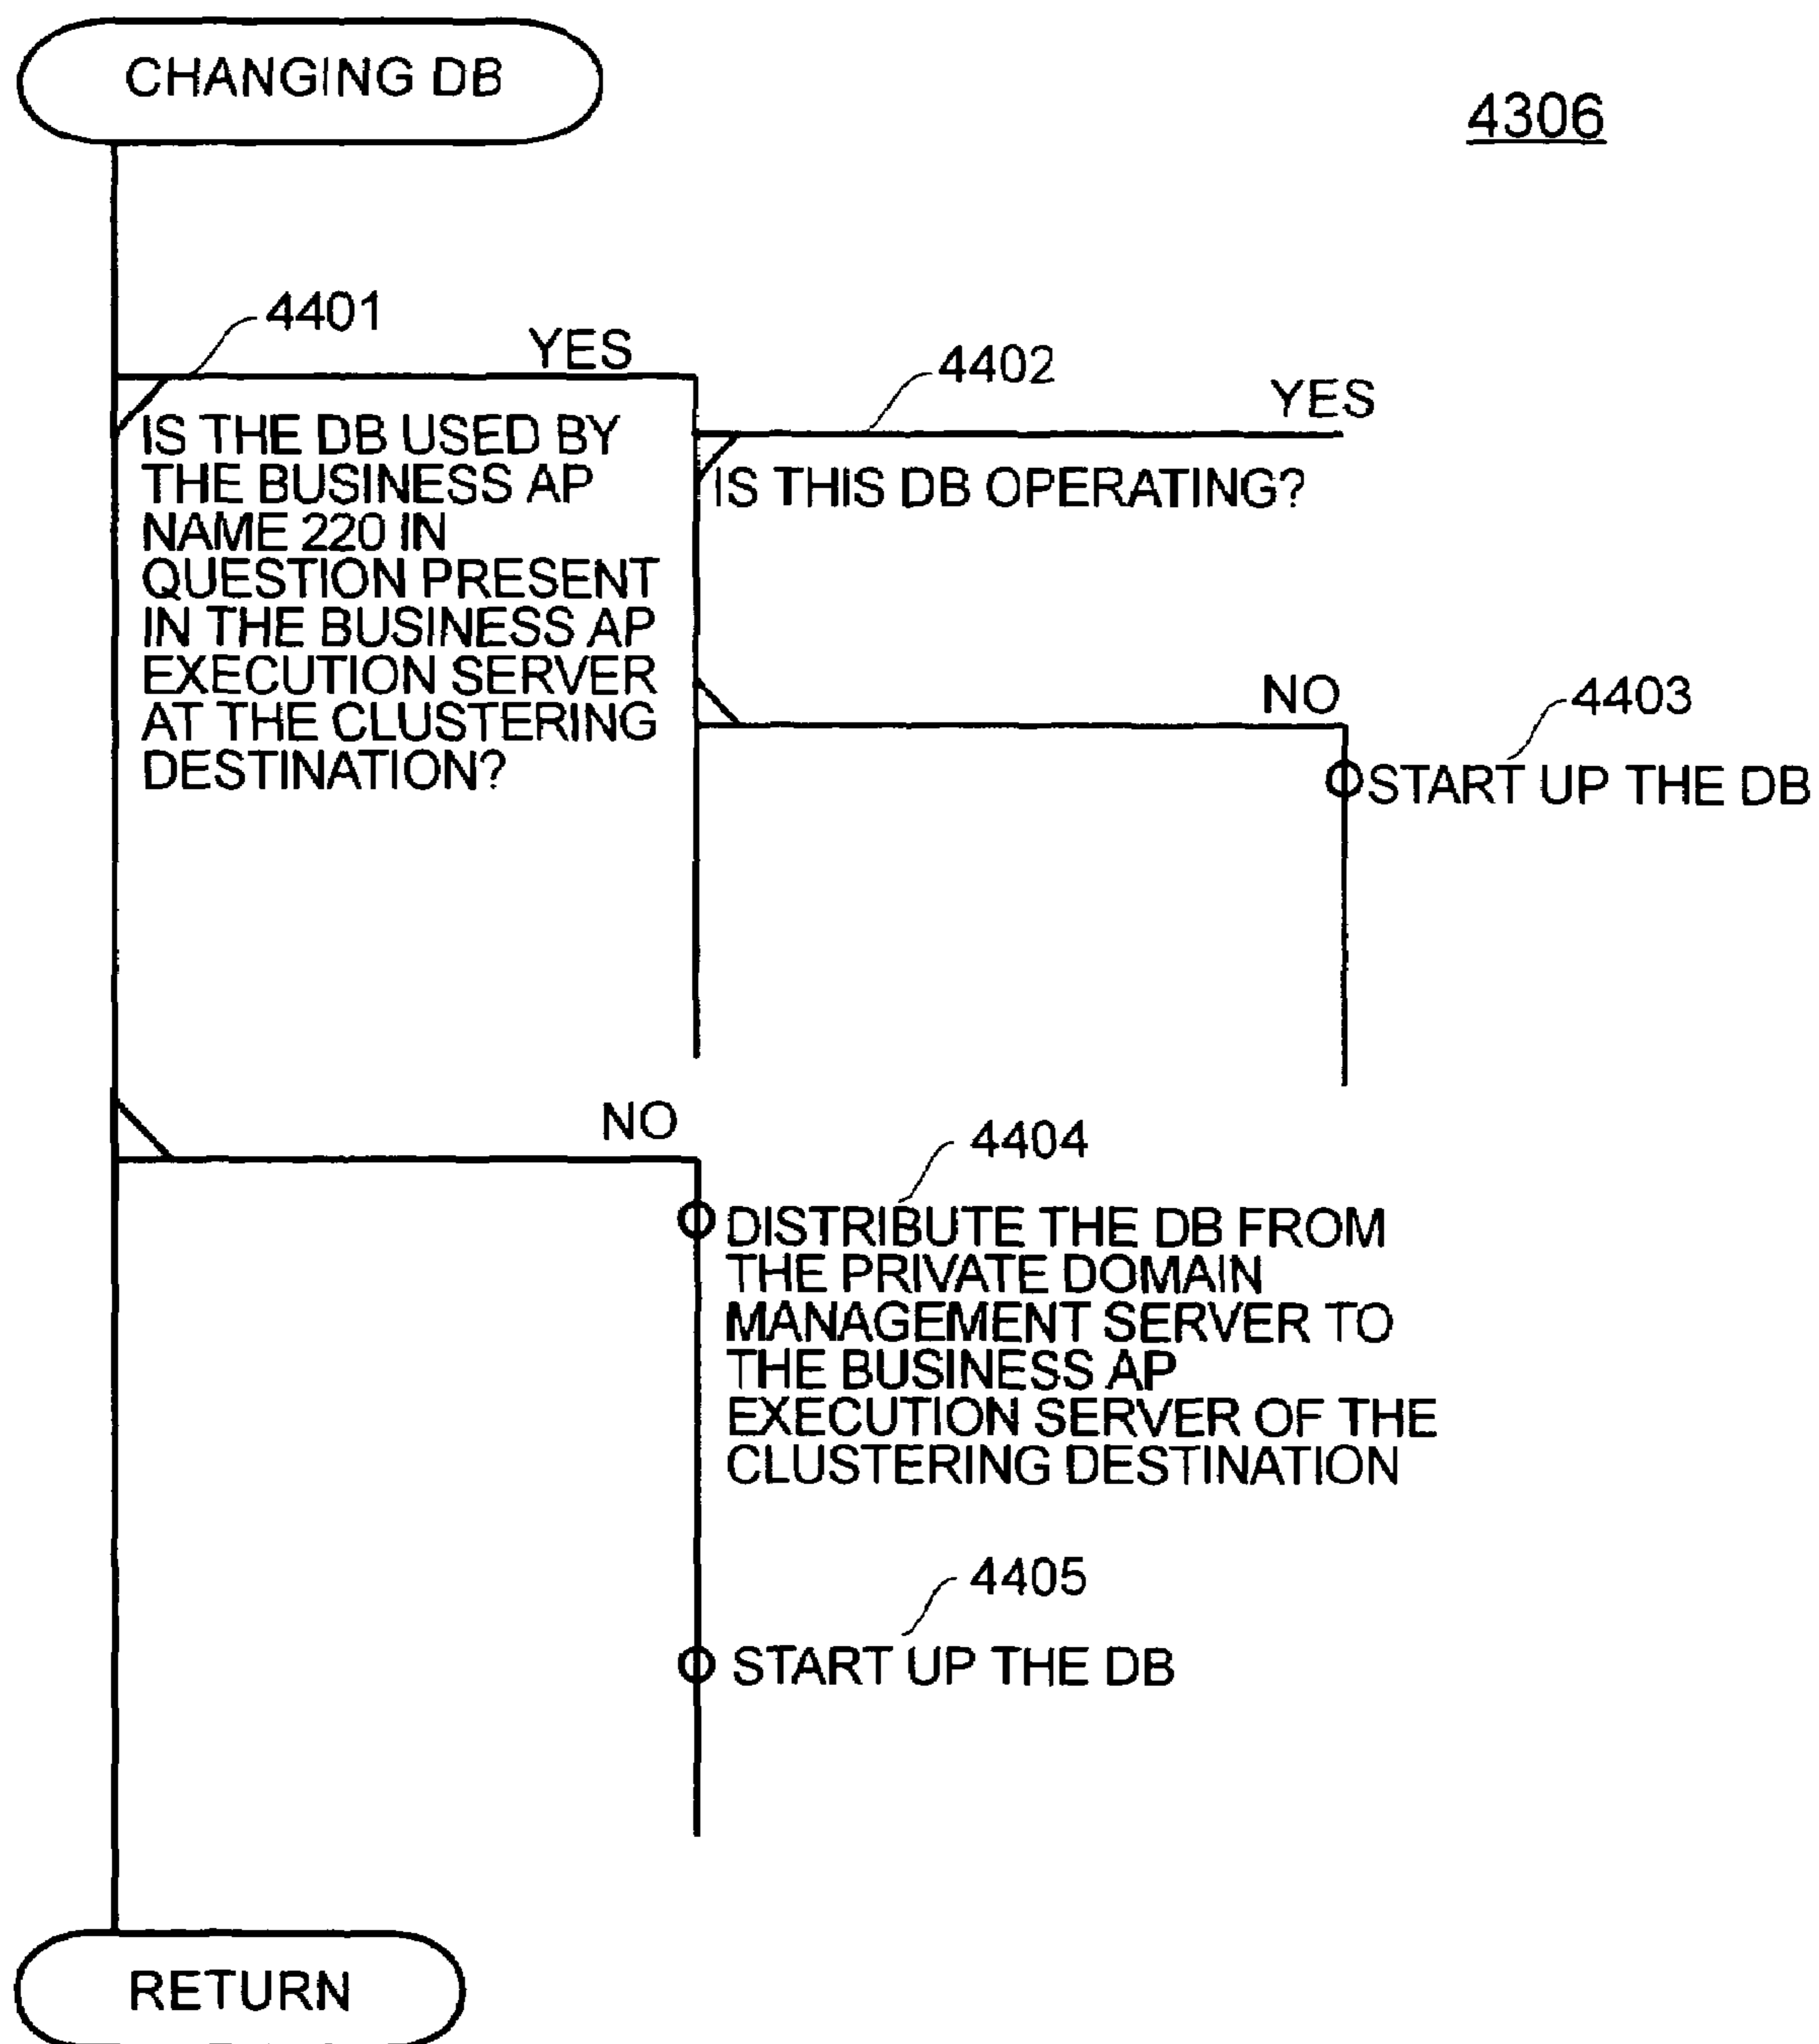 CHANGING DB
4306
4401
YES
IS THE DB USED BY
THE BUSINESS AP
NAME 220 IN
QUESTION PRESENT
IN THE BUSINESS AP
EXECUTION SERVER
AT THE CLUSTERING
DESTINATION?
4402
YES
IS THIS DB OPERATING?
NO
4403
START UP THE DB
NO
4404
DISTRIBUTE THE DB FROM
THE PRIVATE DOMAIN
MANAGEMENT SERVER TO
THE BUSINESS AP
EXECUTION SERVER OF THE
CLUSTERING DESTINATION
4405
START UP THE DB
RETURN